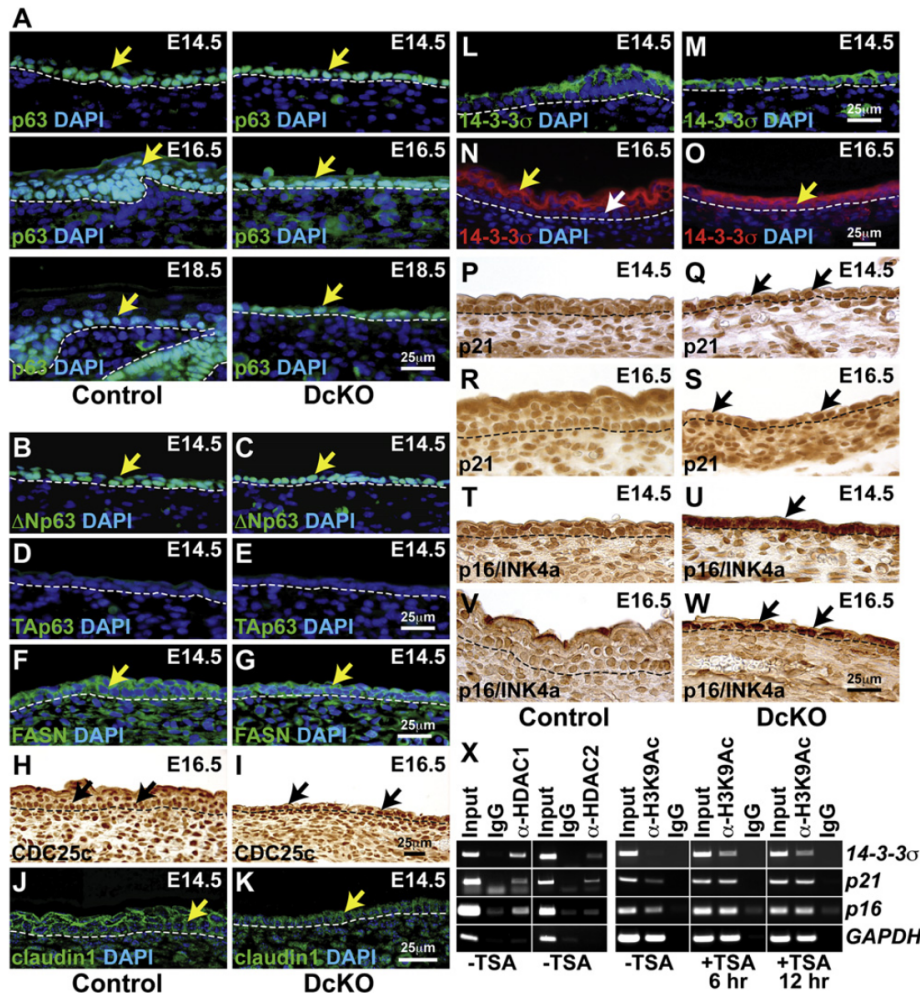 A
E14.5
p63 DAPI
E14.5
p63 DAPI
E16.5
p63 DAPI
E16.5
p63 DAPI
E18.5
p63 DAPI
E18.5
p63 DAPI
25µm
Control
DcKO
B
E14.5
ΔNp63 DAPI
C
E14.5
ΔNp63 DAPI
D
E14.5
TAp63 DAPI
E
E14.5
TAp63 DAPI
25µm
F
E14.5
FASN DAPI
G
E14.5
FASN DAPI
25µm
H
E16.5
CDC25c
I
E16.5
CDC25c
25µm
J
E14.5
claudin1 DAPI
K
E14.5
claudin1 DAPI
25µm
Control
DcKO
L
E14.5
14-3-3σ DAPI
M
E14.5
14-3-3σ DAPI
25µm
N
E16.5
14-3-3σ DAPI
O
E16.5
14-3-3σ DAPI
25µm
P
E14.5
p21
Q
E14.5
p21
R
E16.5
p21
S
E16.5
p21
T
E14.5
p16/INK4a
U
E14.5
p16/INK4a
V
E16.5
p16/INK4a
W
E16.5
p16/INK4a
25µm
Control
DcKO
X
Input
IgG
α-HDAC1
Input
IgG
α-HDAC2
Input
α-H3K9Ac
IgG
Input
α-H3K9Ac
IgG
Input
α-H3K9Ac
IgG
14-3-3σ
p21
p16
GAPDH
-TSA
-TSA
-TSA
+TSA
6 hr
+TSA
12 hr